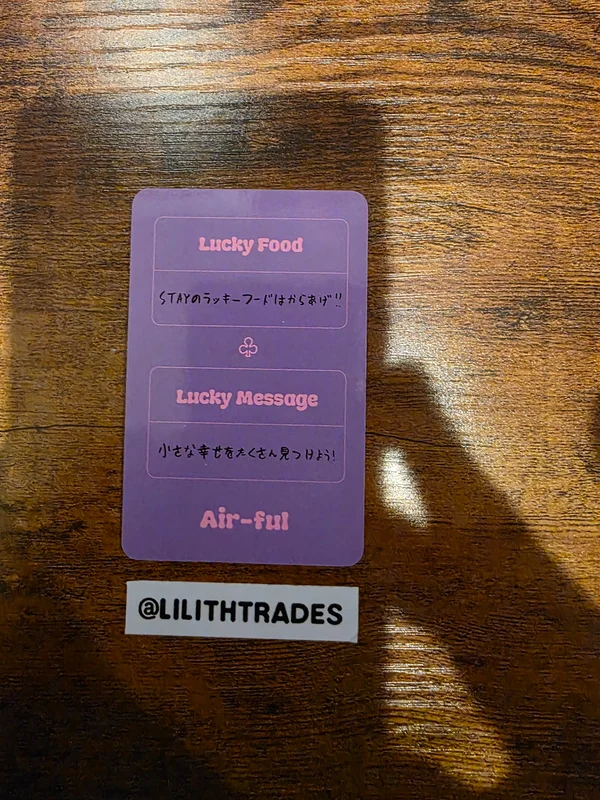 Lucky Food
STAYのラッキーフードはからあげ!!
Lucky Message
小さな幸せをたくさん見つけよう!
Air-ful
@LILITHTRADES